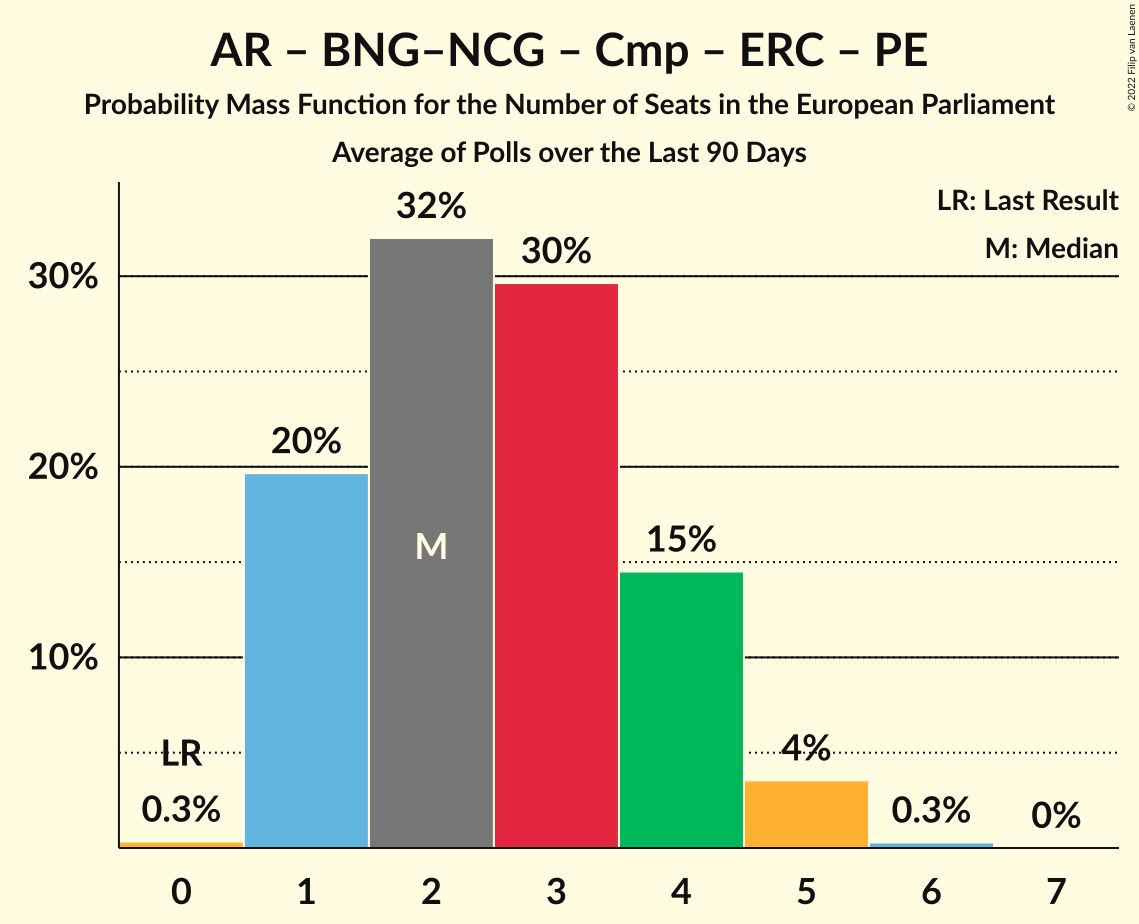 AR – BNG–NCG – Cmp – ERC – PE
Probability Mass Function for the Number of Seats in the European Parliament
Average of Polls over the Last 90 Days
© 2022 Filip van Laenen
LR: Last Result
M: Median
32%
30%
30%
20%
20%
M
15%
10%
LR
4%
0.3%
0.3%
0%
0 1 2 3 4 5 6 7